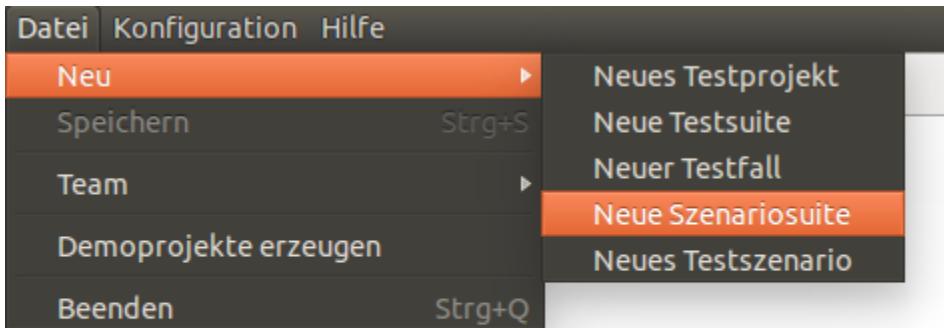 Datei Konfiguration Hilfe
Neu
Speichern Strg+S
Team
Demoprojekte erzeugen
Beenden Strg+Q
Neues Testprojekt
Neue Testsuite
Neuer Testfall
Neue Szenariosuite
Neues Testszenario